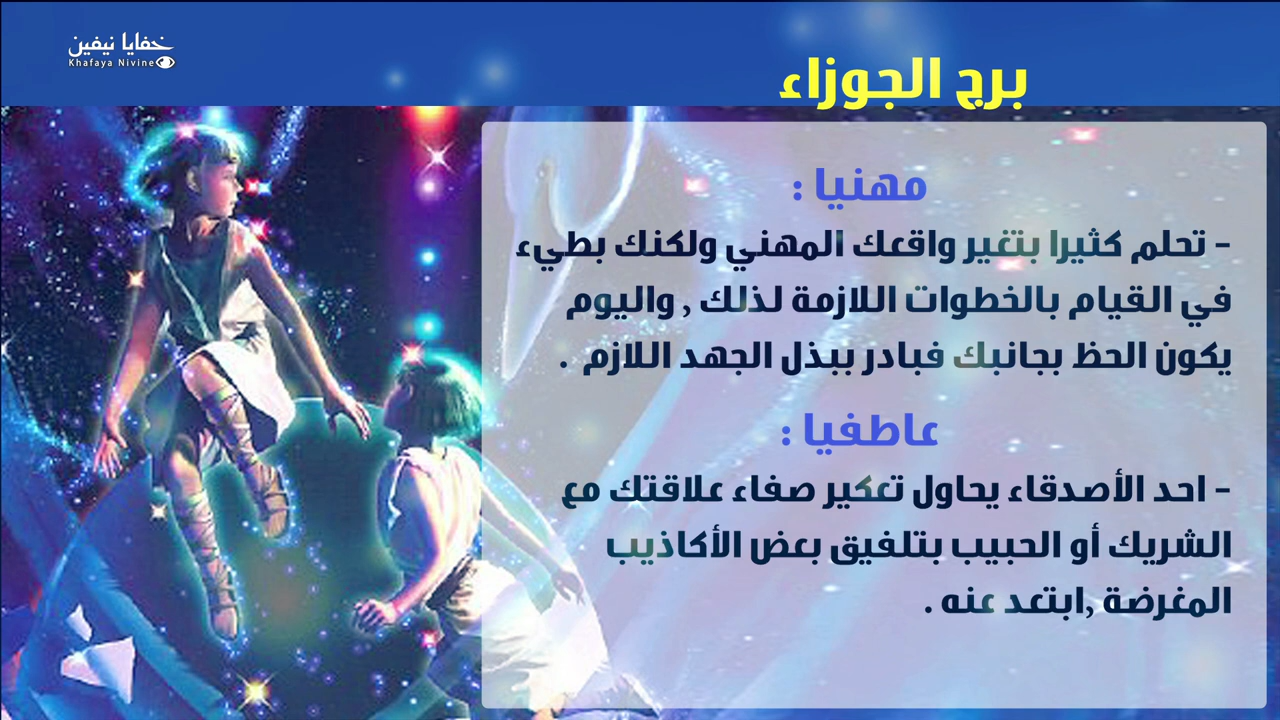 خفايا نيفين
Khafaya Nivine
برج الجوزاء
مهنيا :
- تحلم كثيرا بتغير واقعك المهني ولكنك بطيء
في القيام بالخطوات اللازمة لذلك , واليوم
يكون الحظ بجانبك فبادر ببذل الجهد اللازم .
عاطفيا :
- احد الأصدقاء يحاول تعكير صفاء علاقتك مع
الشريك أو الحبيب بتلفيق بعض الأكاذيب
المغرضة ,ابتعد عنه .